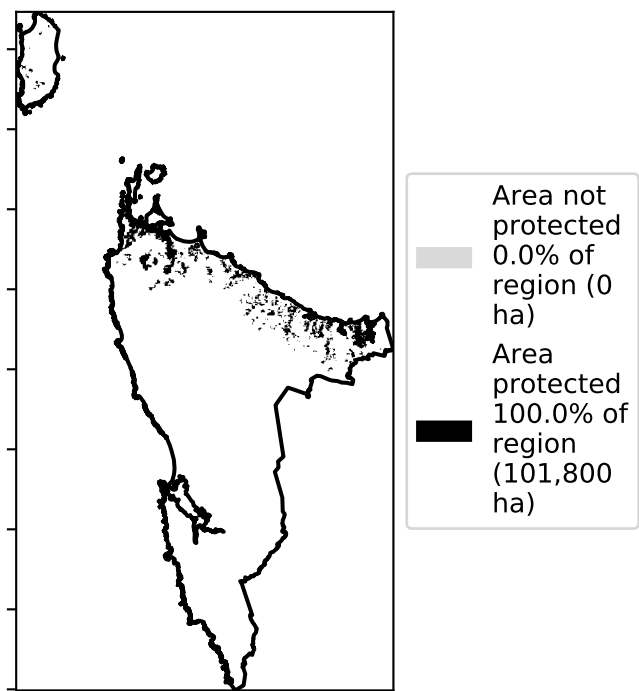 Area not
protected
0.0% of
region (0
ha)
Area
protected
100.0% of
region
(101,800
ha)